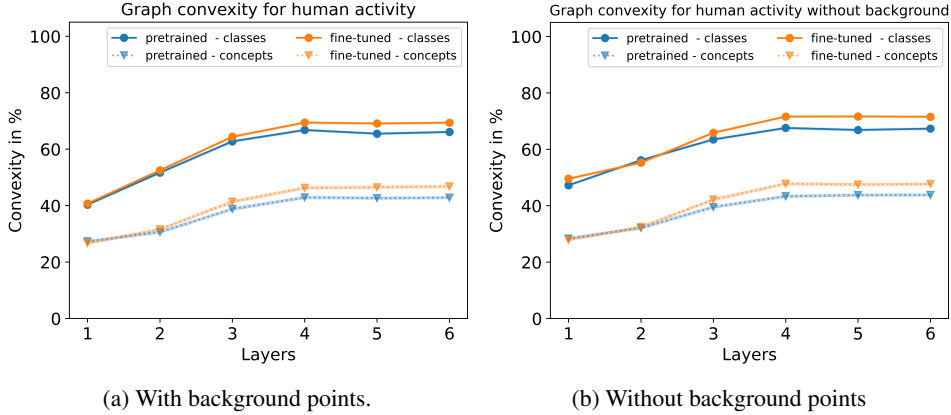 Graph convexity for human activity
pretrained - classes
fine-tuned - classes
pretrained - concepts
fine-tuned - concepts
100
80
60
40
20
0
Convexity in %
1 2 3 4 5 6
Layers
(a) With background points.
Graph convexity for human activity without background
pretrained - classes
fine-tuned - classes
pretrained - concepts
fine-tuned - concepts
100
80
60
40
20
0
Convexity in %
1 2 3 4 5 6
Layers
(b) Without background points